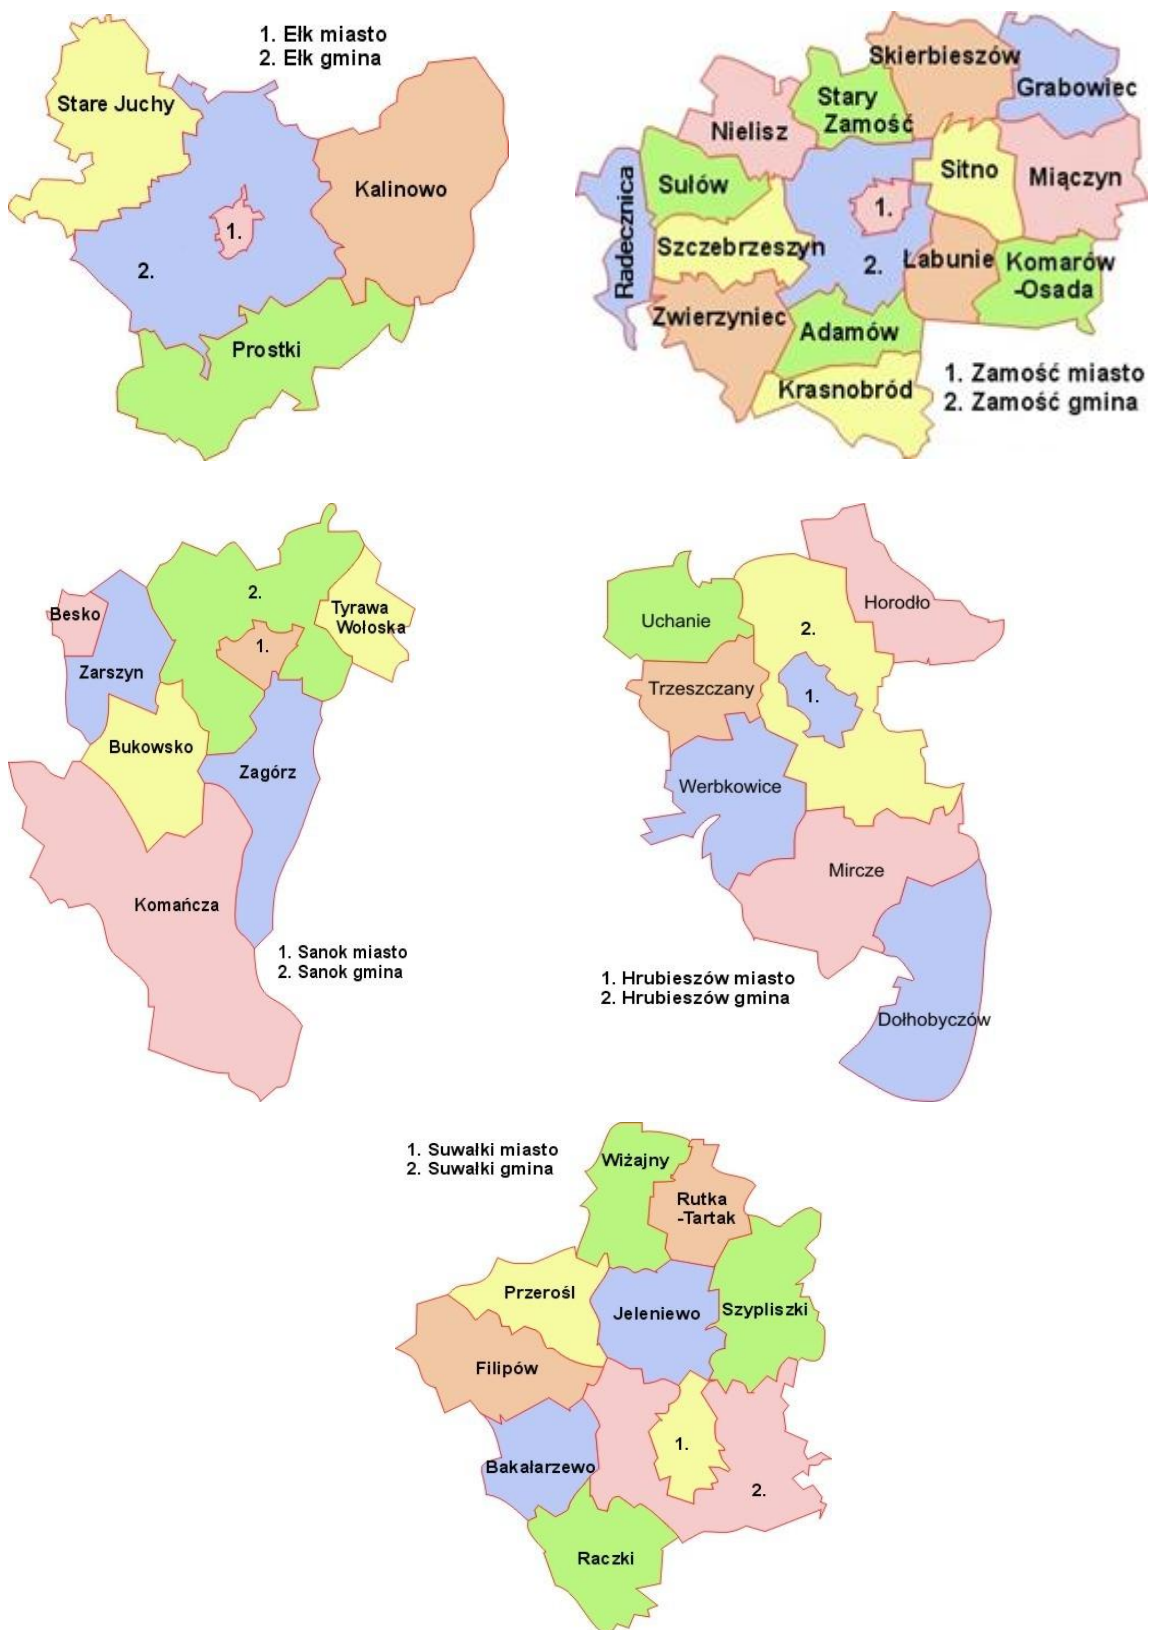 1. Ełk miasto
2. Ełk gmina
Stare Juchy
Kalinowo
1.
2.
Prostki
Skierbieszów
Grabowiec
Stary
Zamość
Nielisz
Sitno
Miączyn
Radecznica
Sułów
1.
Szczebrzeszyn
2.
Łabunie
Komarów
-Osada
Zwierzyniec
Adamów
Krasnobród
1. Zamość miasto
2. Zamość gmina
2.
Besko
Tyrawa
Wołoska
1.
Zarszyn
Bukowsko
Zagórz
Komańcza
1. Sanok miasto
2. Sanok gmina
Horodło
Uchanie
2.
Trzeszczany
1.
Werbkowice
Mircze
1. Hrubieszów miasto
2. Hrubieszów gmina
Dołhobyczów
1. Suwałki miasto
2. Suwałki gmina
Wiżajny
Rutka
-Tartak
Przerośl
Jeleniewo
Szypliszki
Filipów
1.
Bakałarzewo
2.
Raczki